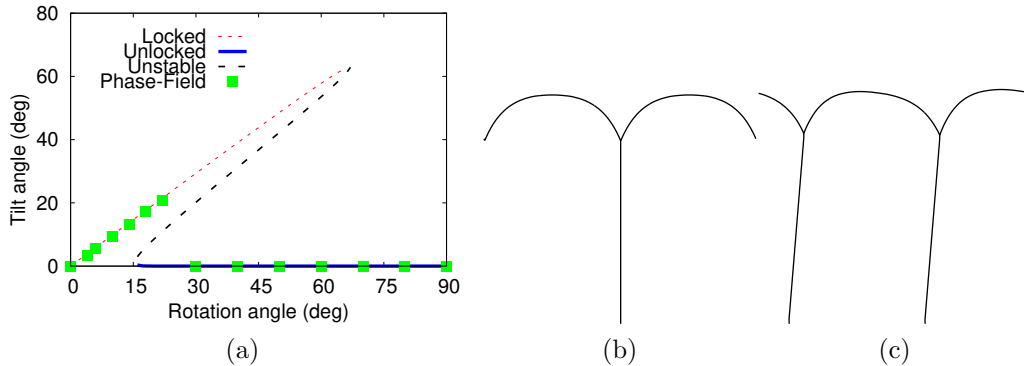 80
60
40
20
0
Tilt angle (deg)
Locked
Unlocked
Unstable
Phase-Field
0 15 30 45 60 75 90
Rotation angle (deg)
(a) (b) (c)